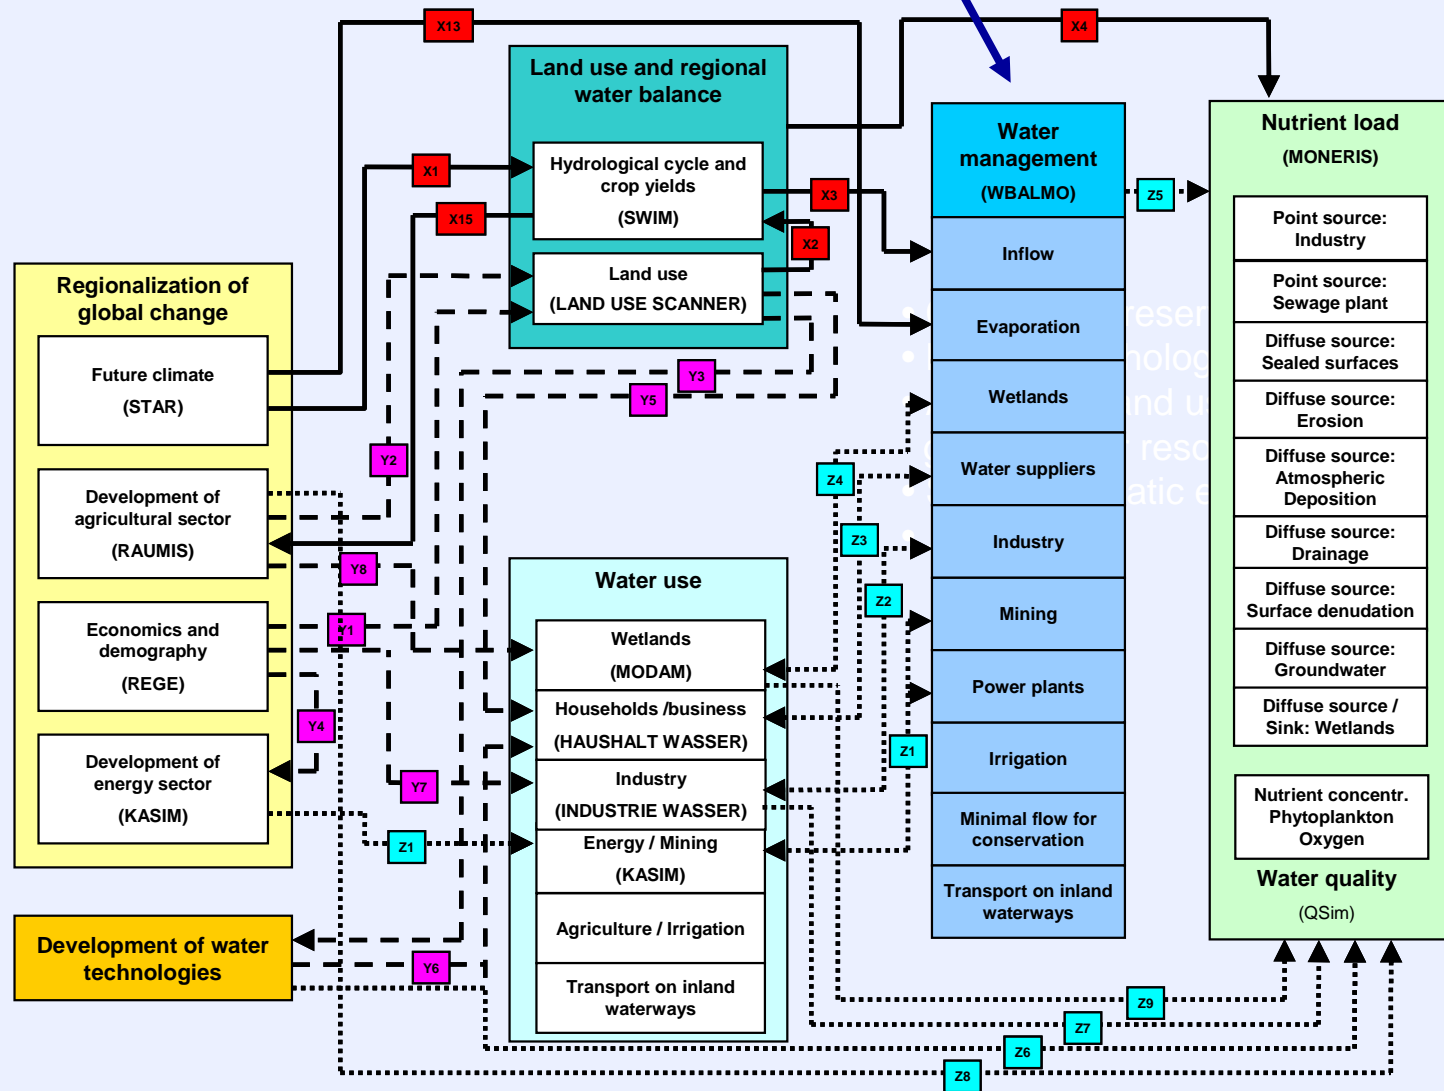 X13
X4
Land use and regional
water balance
Hydrological cycle and
crop yields
(SWIM)
Land use
(LAND USE SCANNER)
X1
X15
X3
X2
Regionalization of
global change
Future climate
(STAR)
Development of
agricultural sector
(RAUMIS)
Economics and
demography
(REGE)
Development of
energy sector
(KASIM)
Development of water
technologies
Y3
Y5
Y2
Y8
Y1
Y4
Y7
Z1
Y6
Water use
Wetlands
(MODAM)
Households /business
(HAUSHALT WASSER)
Industry
(INDUSTRIE WASSER)
Energy / Mining
(KASIM)
Agriculture / Irrigation
Transport on inland
waterways
Z4
Z3
Z2
Z1
Water
management
(WBALMO)
Inflow
Evaporation
Wetlands
Water suppliers
Industry
Mining
Power plants
Irrigation
Minimal flow for
conservation
Transport on inland
waterways
Z5
Nutrient load
(MONERIS)
Point source:
Industry
Point source:
Sewage plant
Diffuse source:
Sealed surfaces
Diffuse source:
Erosion
Diffuse source:
Atmospheric
Deposition
Diffuse source:
Drainage
Diffuse source:
Surface denudation
Diffuse source:
Groundwater
Diffuse source /
Sink: Wetlands
Nutrient concentr.
Phytoplankton
Oxygen
Water quality
(QSim)
Z9
Z7
Z6
Z8